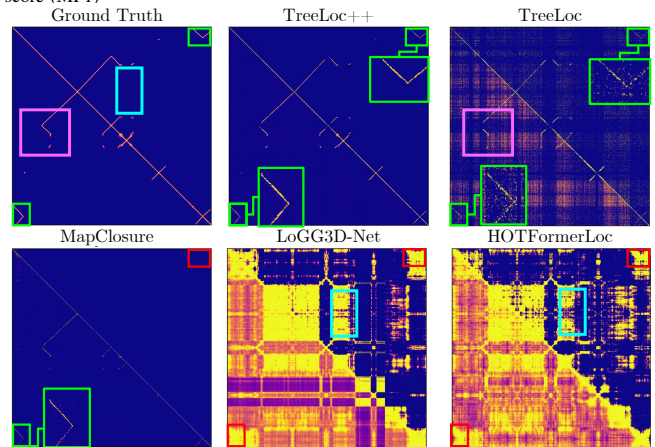 Ground Truth
TreeLoc++
TreeLoc
MapClosure
LoGG3D-Net
HOTFormerLoc